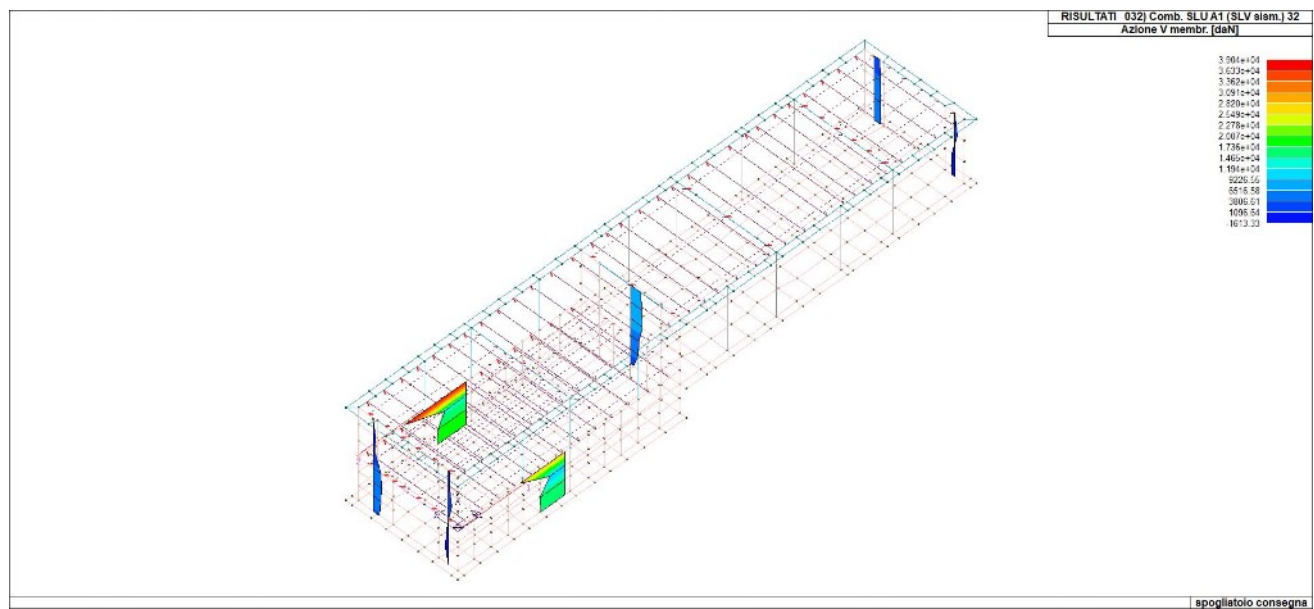 RISULTATI 032) Comb. SLU A1 (SLV sism.) 32
Azione V membr. [daN]
3.904e+04
3.633e+04
3.362e+04
3.091e+04
2.820e+04
2.549e+04
2.278e+04
2.007e+04
1.736e+04
1.465e+04
1.194e+04
9226.55
6516.58
3806.61
1096.64
-1613.33
spogliatoio consegna